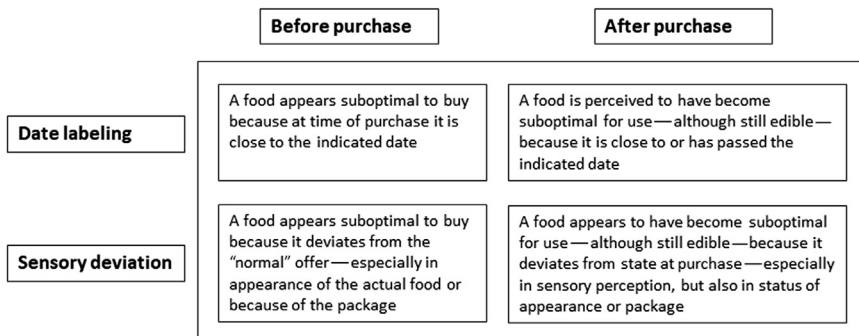 Before purchase
After purchase
Date labeling
A food appears suboptimal to buy
because at time of purchase it is
close to the indicated date
A food is perceived to have become
suboptimal for use—although still edible—
because it is close to or has passed the
indicated date
Sensory deviation
A food appears suboptimal to buy
because it deviates from the
“normal” offer—especially in
appearance of the actual food or
because of the package
A food appears to have become suboptimal
for use—although still edible—because it
deviates from state at purchase—especially
in sensory perception, but also in status of
appearance or package